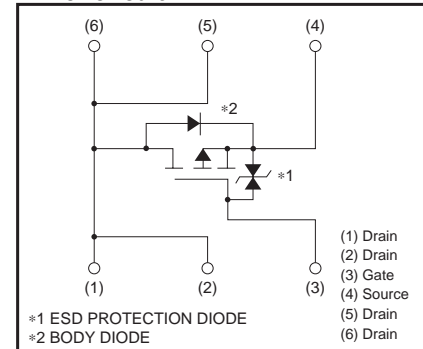 (6) (5) (4)
∗2
∗1
(1) Drain
(2) Drain
(3) Gate
(4) Source
(5) Drain
(6) Drain
(1) (2) (3)
∗1 ESD PROTECTION DIODE
∗2 BODY DIODE